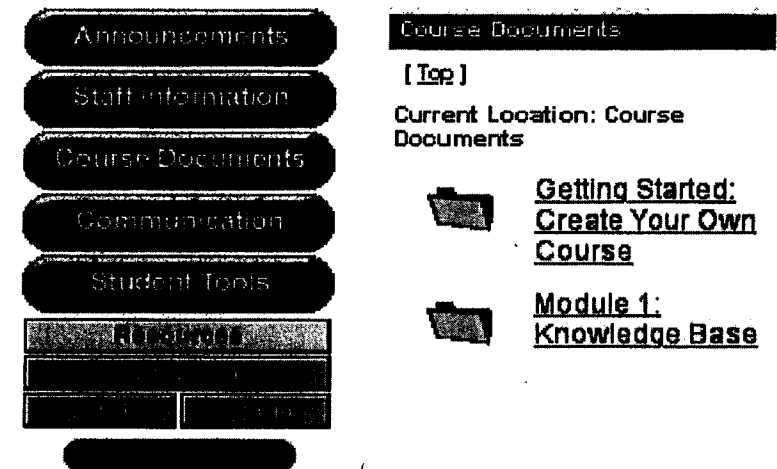 Announcements
Staff Information
Course Documents
Communication
Student Tools
Resources
Course Documents
[ Top ]
Current Location: Course
Documents
Getting Started:
Create Your Own
Course
Module 1:
Knowledge Base